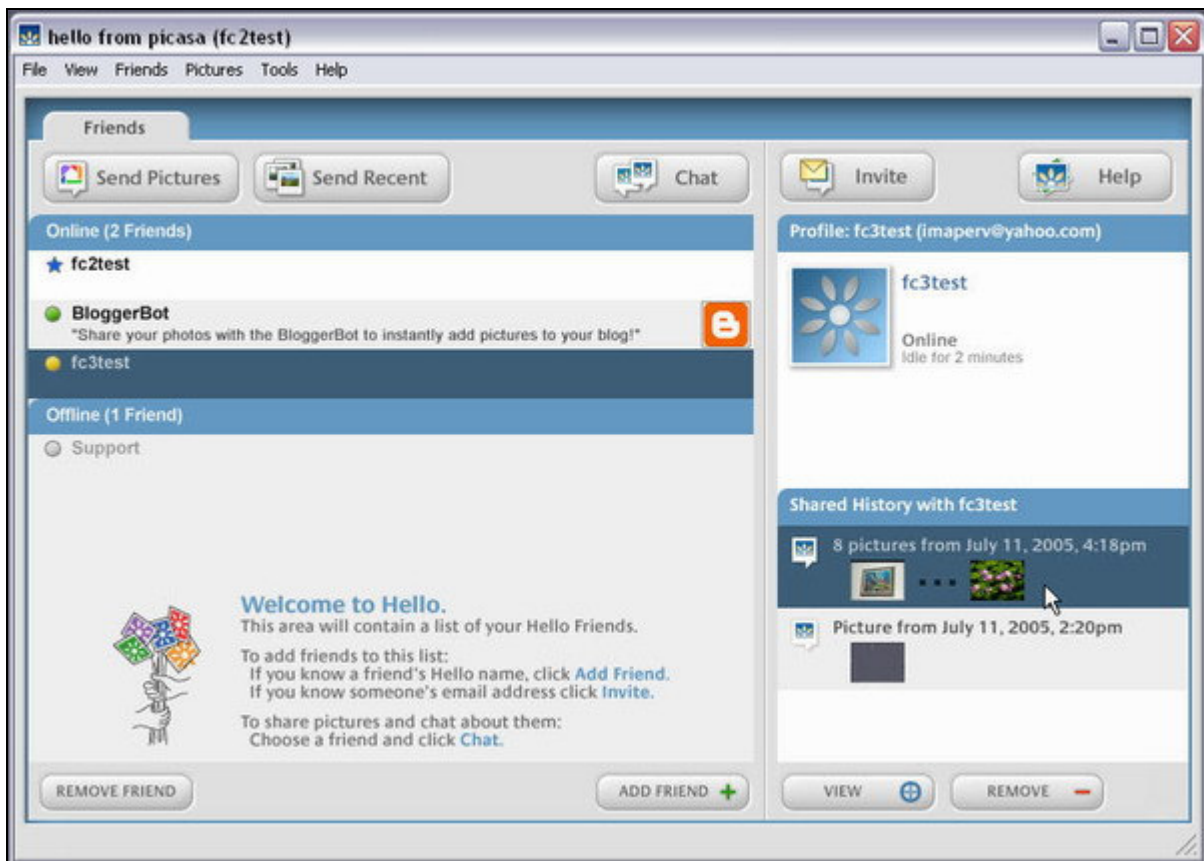 hello from picasa (fc2test)
File View Friends Pictures Tools Help
Friends
Send Pictures
Send Recent
Chat
Invite
Help
Online (2 Friends)
fc2test
BloggerBot
"Share your photos with the BloggerBot to instantly add pictures to your blog!"
fc3test
Offline (1 Friend)
Support
Welcome to Hello.
This area will contain a list of your Hello Friends.
To add friends to this list:
If you know a friend's Hello name, click Add Friend.
If you know someone's email address click Invite.
To share pictures and chat about them:
Choose a friend and click Chat.
REMOVE FRIEND
ADD FRIEND
Profile: fc3test (imaperv@yahoo.com)
fc3test
Online
Idle for 2 minutes
Shared History with fc3test
8 pictures from July 11, 2005, 4:18pm
Picture from July 11, 2005, 2:20pm
VIEW
REMOVE